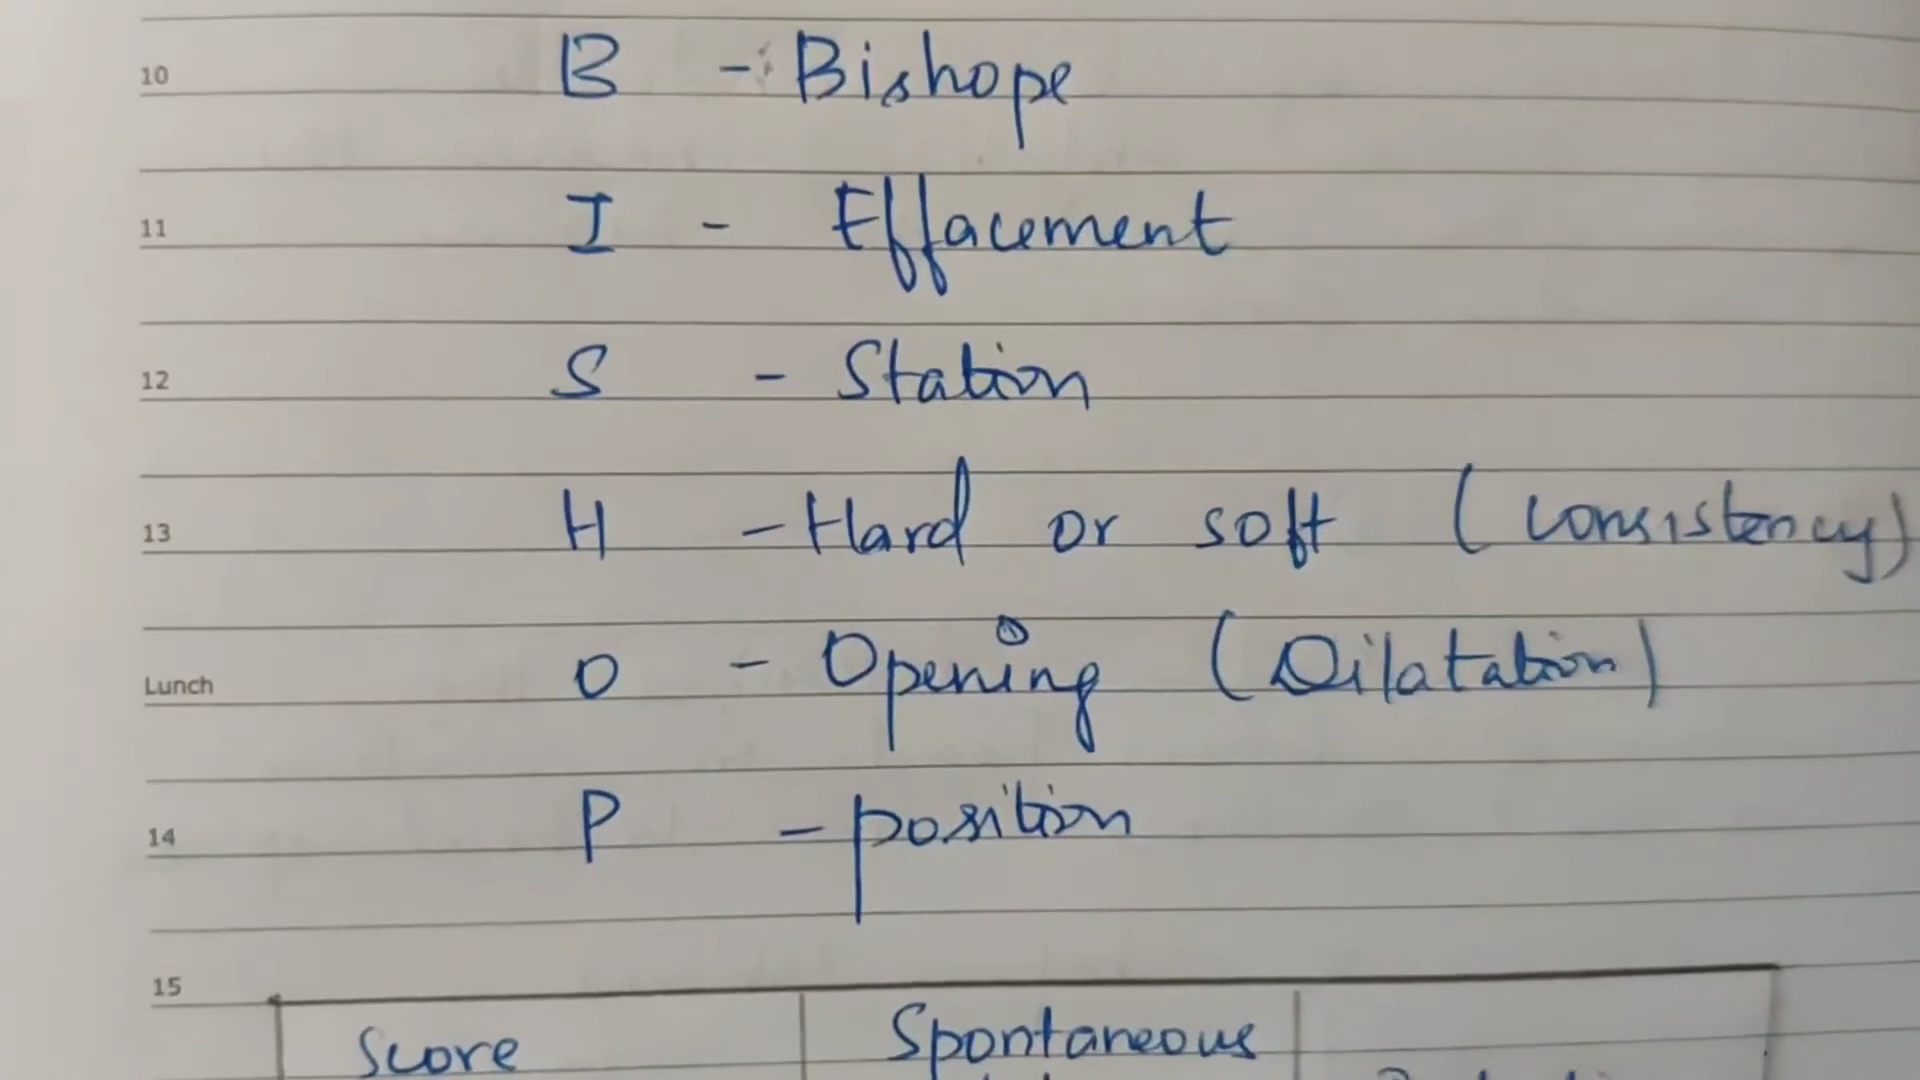 10 B - Bishope
11 I - Effacement
12 S - Station
13 H - Hard or soft (consistency)
Lunch O - Opening (Dilatation)
14 P - position
15
Score Spontaneous